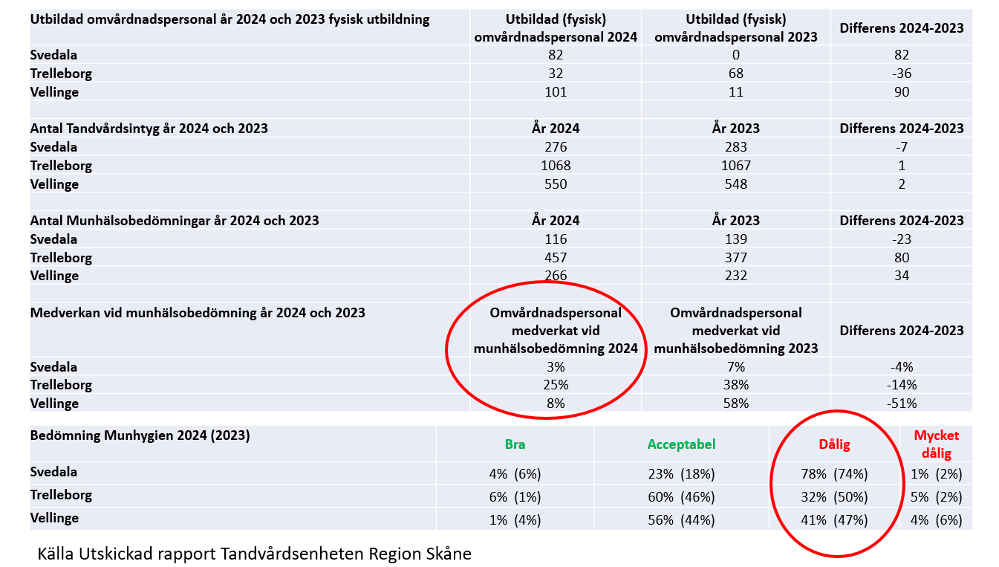 Utbildad omvårdnadspersonal år 2024 och 2023 fysisk utbildning Utbildad (fysisk) omvårdnadspersonal 2024 Utbildad (fysisk) omvårdnadspersonal 2023 Differens 2024-2023
Svedala 82 0 82
Trelleborg 32 68 -36
Vellinge 101 11 90
Antal Tandvårdsintyg år 2024 och 2023 År 2024 År 2023 Differens 2024-2023
Svedala 276 283 -7
Trelleborg 1068 1067 1
Vellinge 550 548 2
Antal Munhälsobedömningar år 2024 och 2023 År 2024 År 2023 Differens 2024-2023
Svedala 116 139 -23
Trelleborg 457 377 80
Vellinge 266 232 34
Medverkan vid munhälsobedömning år 2024 och 2023 Omvårdnadspersonal medverkat vid munhälsobedömning 2024 Omvårdnadspersonal medverkat vid munhälsobedömning 2023 Differens 2024-2023
Svedala 3% 7% -4%
Trelleborg 25% 38% -14%
Vellinge 8% 58% -51%
Bedömning Munhygien 2024 (2023) Bra Acceptabel Dålig Mycket dålig
Svedala 4% (6%) 23% (18%) 78% (74%) 1% (2%)
Trelleborg 6% (1%) 60% (46%) 32% (50%) 5% (2%)
Vellinge 1% (4%) 56% (44%) 41% (47%) 4% (6%)
Källa Utskickad rapport Tandvårdsenheten Region Skåne